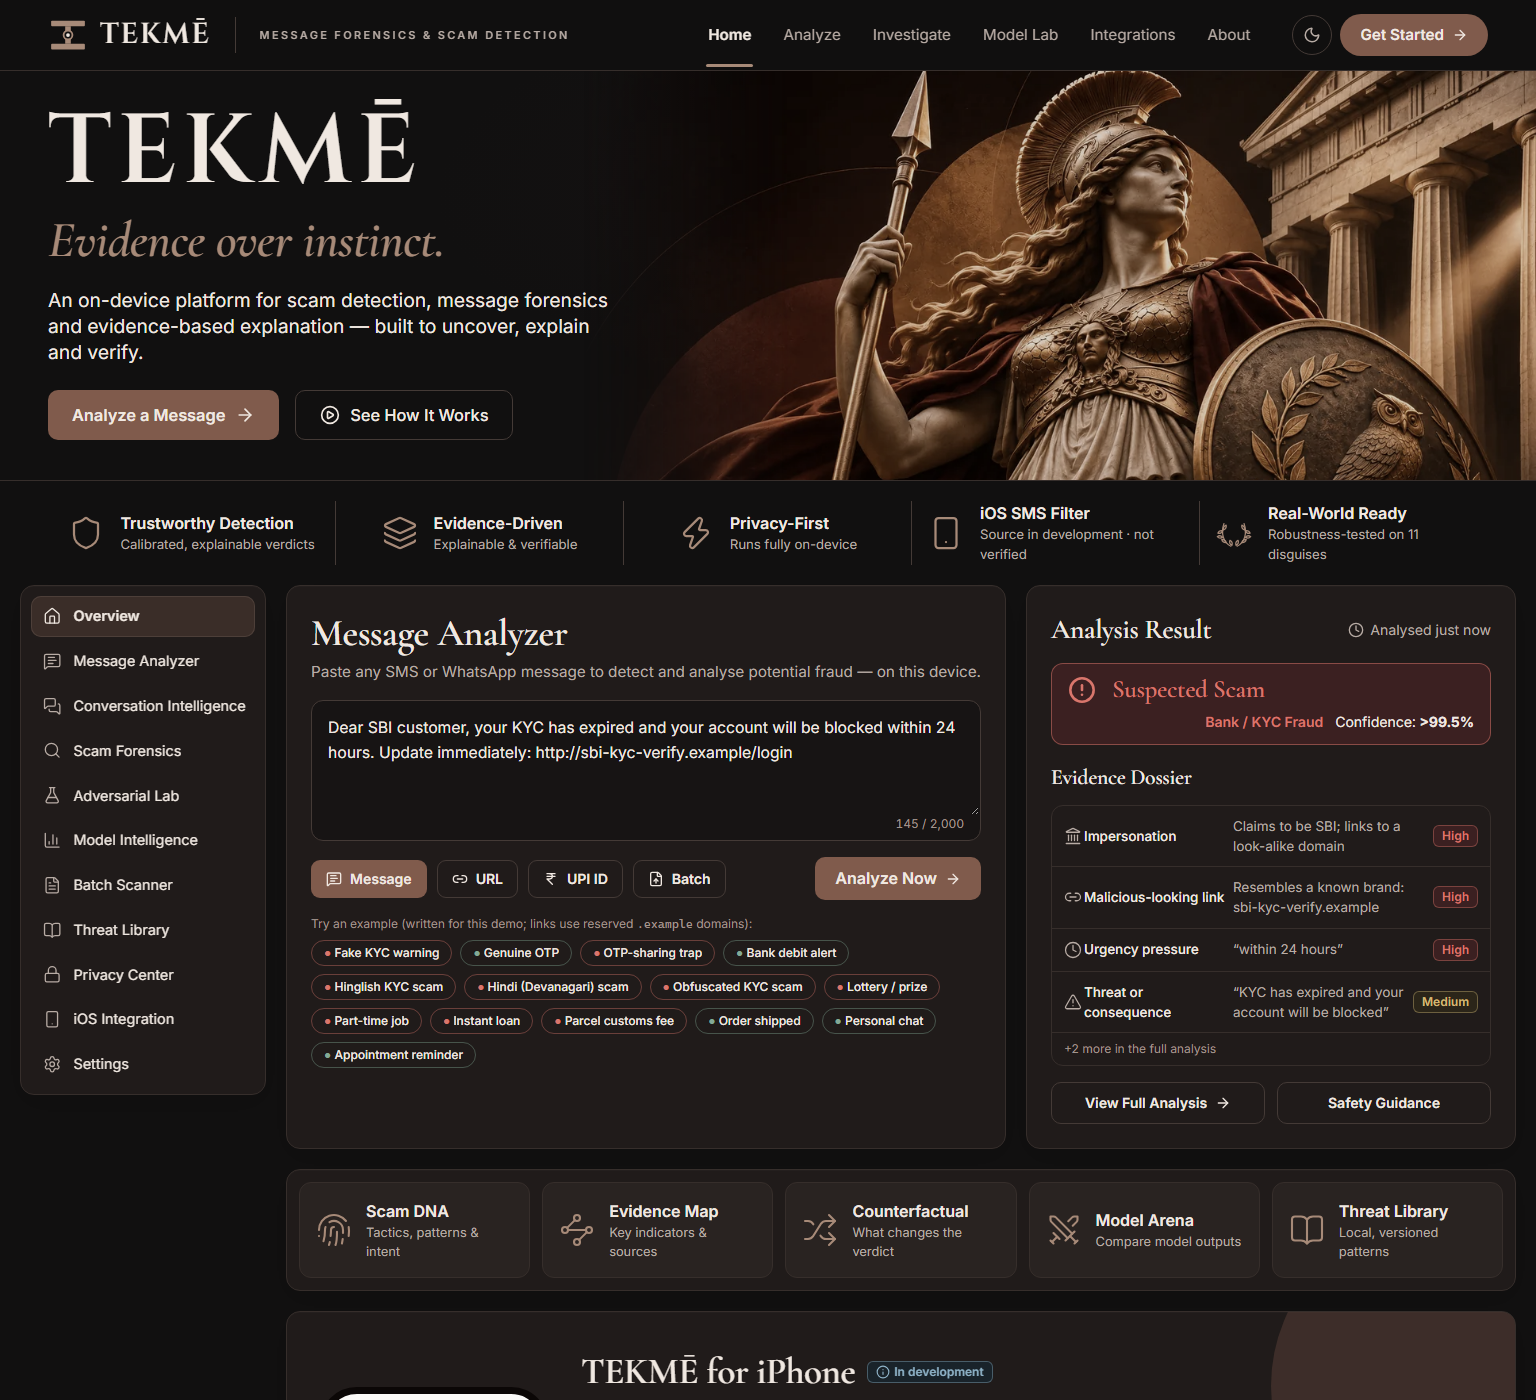 TEKMĒ
MESSAGE FORENSICS & SCAM DETECTION
Home
Analyze
Investigate
Model Lab
Integrations
About
Get Started
TEKMĒ
Evidence over instinct.
An on-device platform for scam detection, message forensics
and evidence-based explanation — built to uncover, explain
and verify.
Analyze a Message
See How It Works
Trustworthy Detection
Calibrated, explainable verdicts
Evidence-Driven
Explainable & verifiable
Privacy-First
Runs fully on-device
iOS SMS Filter
Source in development · not
verified
Real-World Ready
Robustness-tested on 11
disguises
Overview
Message Analyzer
Conversation Intelligence
Scam Forensics
Adversarial Lab
Model Intelligence
Batch Scanner
Threat Library
Privacy Center
iOS Integration
Settings
Message Analyzer
Paste any SMS or WhatsApp message to detect and analyse potential fraud — on this device.
Dear SBI customer, your KYC has expired and your account will be blocked within 24
hours. Update immediately: http://sbi-kyc-verify.example/login
145 / 2,000
Message
URL
₹ UPI ID
Batch
Analyze Now
Try an example (written for this demo; links use reserved .example domains):
Fake KYC warning
Genuine OTP
OTP-sharing trap
Bank debit alert
Hinglish KYC scam
Hindi (Devanagari) scam
Obfuscated KYC scam
Lottery / prize
Part-time job
Instant loan
Parcel customs fee
Order shipped
Personal chat
Appointment reminder
Analysis Result
Analysed just now
Suspected Scam
Bank / KYC Fraud Confidence: >99.5%
Evidence Dossier
Impersonation
Claims to be SBI; links to a
look-alike domain
High
Malicious-looking link
Resembles a known brand:
sbi-kyc-verify.example
High
Urgency pressure
“within 24 hours”
High
Threat or
consequence
“KYC has expired and your
account will be blocked”
Medium
+2 more in the full analysis
View Full Analysis
Safety Guidance
Scam DNA
Tactics, patterns &
intent
Evidence Map
Key indicators &
sources
Counterfactual
What changes the
verdict
Model Arena
Compare model outputs
Threat Library
Local, versioned
patterns
TEKMĒ for iPhone
In development